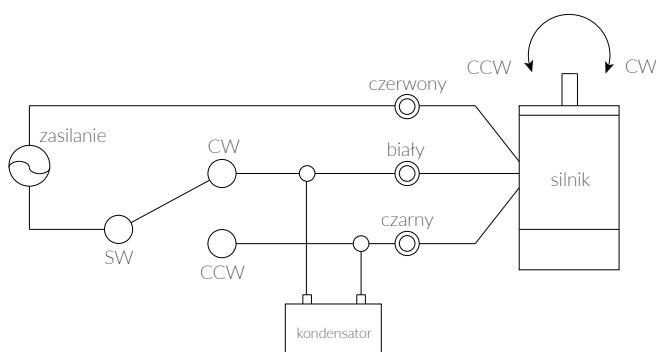 CCW
CW
czerwony
zasilanie
CW
biały
silnik
czarny
SW
CCW
kondensator